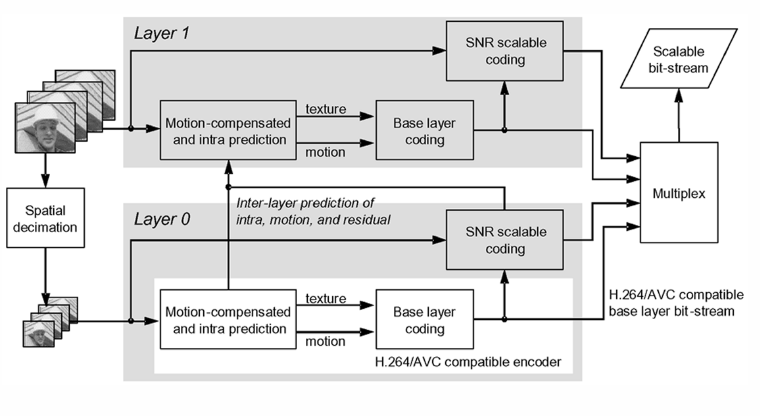 Layer 1
SNR scalable
coding
Scalable
bit-stream
Motion-compensated
and intra prediction
texture
motion
Base layer
coding
Multiplex
Spatial
decimation
Inter-layer prediction of
intra, motion, and residual
Layer 0
SNR scalable
coding
Motion-compensated
and intra prediction
texture
motion
Base layer
coding
H.264/AVC compatible
base layer bit-stream
H.264/AVC compatible encoder